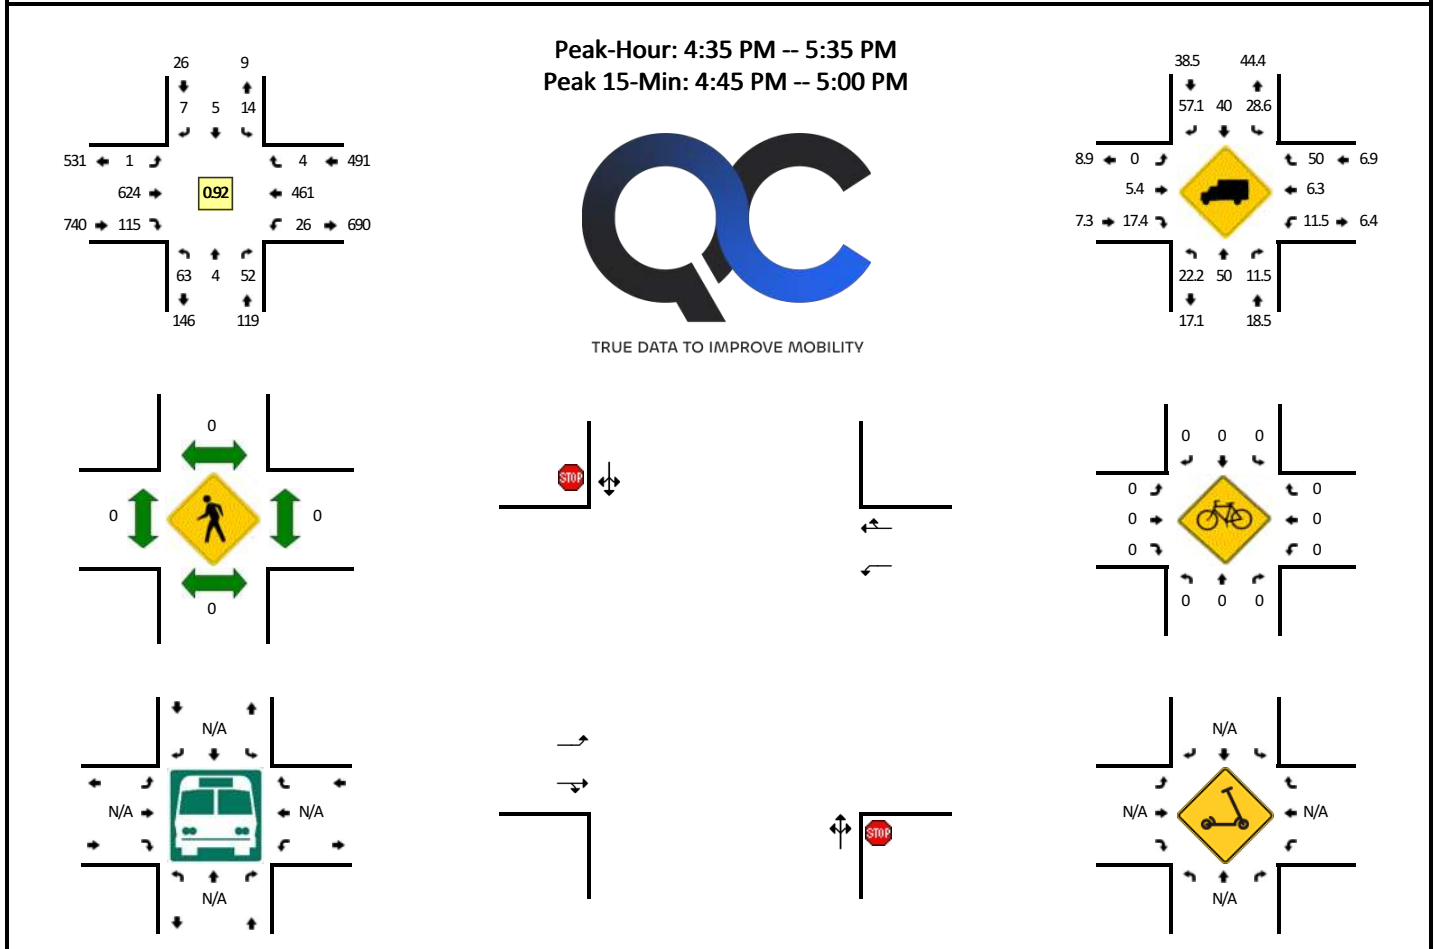 Peak-Hour: 4:35 PM -- 5:35 PM
Peak 15-Min: 4:45 PM -- 5:00 PM
26 9
7 5 14
531 1 4 491
624 0.92 461
740 115 26 690
63 4 52
146 119
QC
TRUE DATA TO IMPROVE MOBILITY
38.5 44.4
57.1 40 28.6
8.9 0 50 6.9
5.4 6.3
7.3 17.4 11.5 6.4
22.2 50 11.5
17.1 18.5
0
0 0
0
STOP
STOP
0 0 0
0 0
0 0
0 0
0 0 0
N/A
N/A N/A
N/A
N/A
N/A N/A
N/A